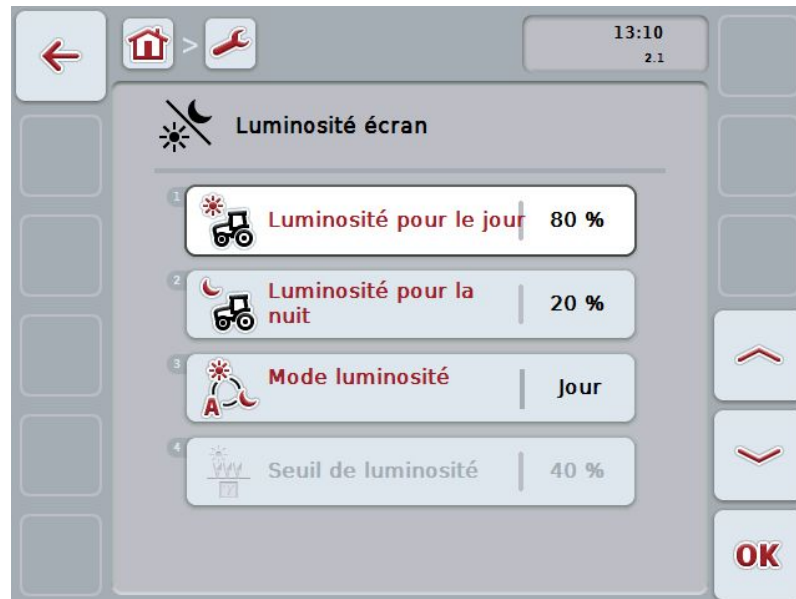 >
13:10
2.1
Luminosité écran
1
Luminosité pour le jour
80 %
2
Luminosité pour la
nuit
20 %
3
Mode luminosité
A
Jour
4
Seuil de luminosité
40 %
OK